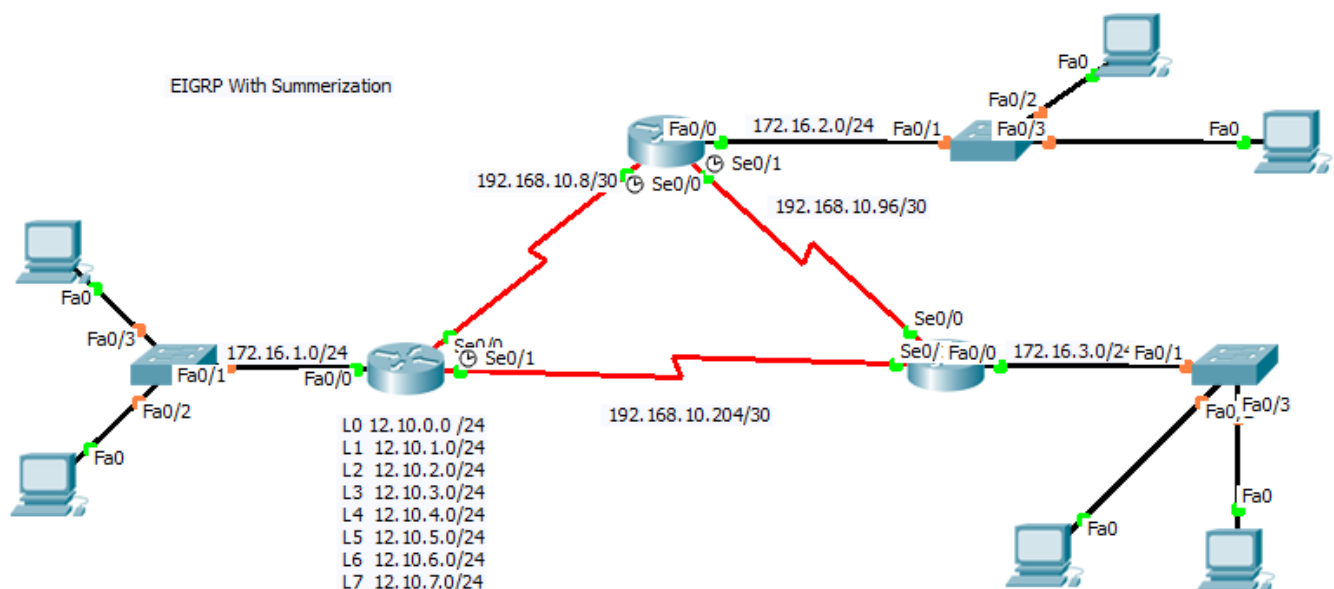 EIGRP With Summerization
Fa0
Fa0/2
Fa0/0
172.16.2.0/24
Fa0/1
Fa0/3
Fa0
Se0/1
192.168.10.8/30
Se0/0
192.168.10.96/30
Fa0
Fa0/3
Se0/0
Se0/0
172.16.1.0/24
Se0/1
Fa0/0
172.16.3.0/24
Fa0/1
Fa0/1
Fa0/0
Fa0/2
192.168.10.204/30
Fa0/3
Fa0
L0 12.10.0.0 /24
L1 12.10.1.0/24
L2 12.10.2.0/24
L3 12.10.3.0/24
L4 12.10.4.0/24
L5 12.10.5.0/24
L6 12.10.6.0/24
L7 12.10.7.0/24
Fa0
Fa0